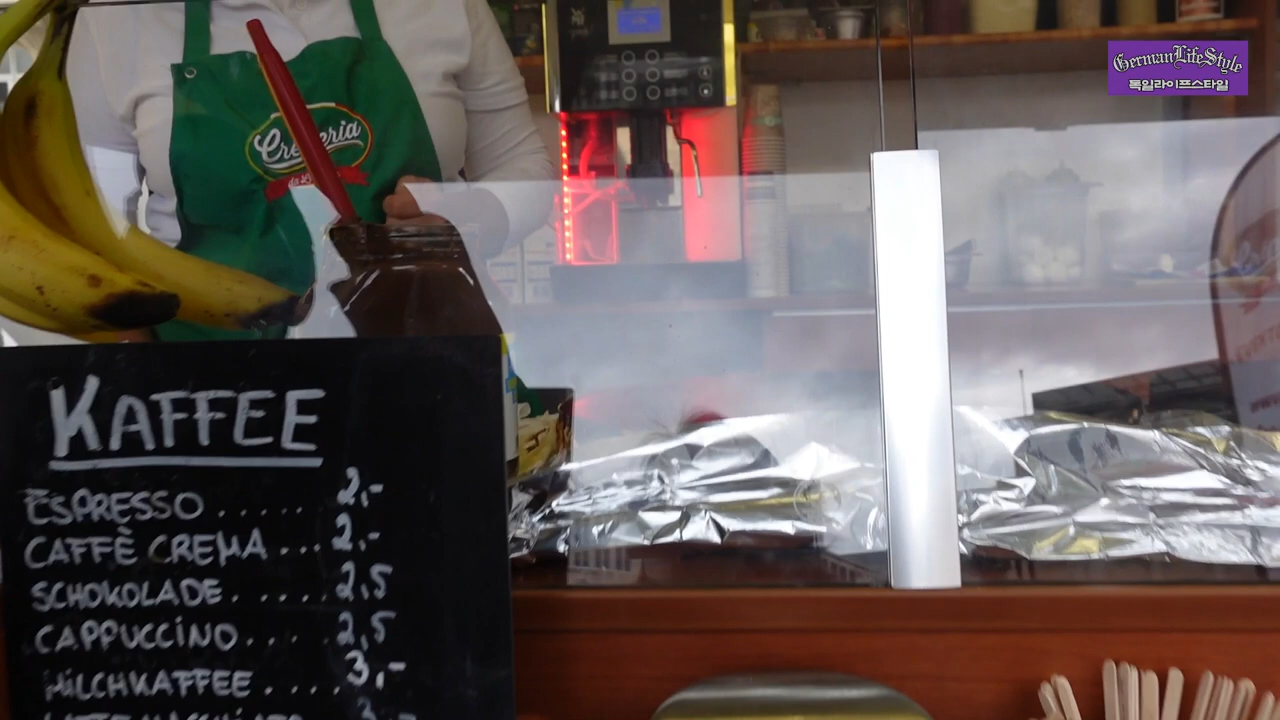 GermanLifeStyle
독일라이프스타일
Cremeria
KAFFEE
ESPRESSO ..... 2,-
CAFFÈ CREMA ... 2,-
SCHOKOLADE ..... 2,5
CAPPUCCINO .... 2,5
MILCHKAFFEE .... 3,-